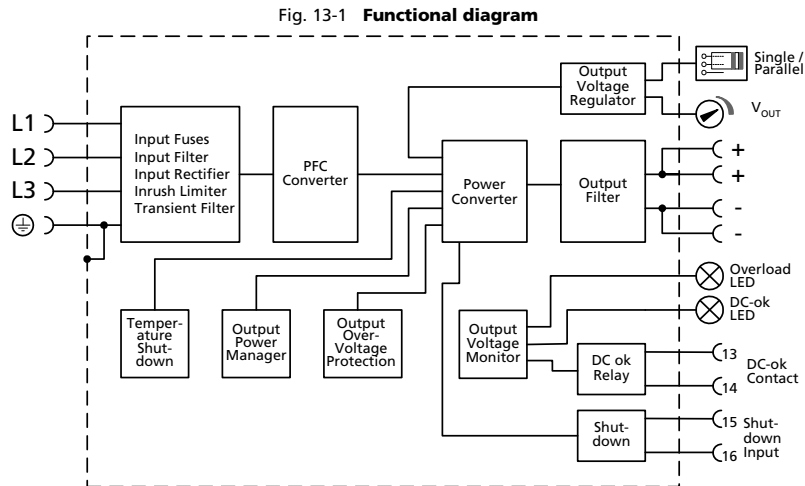 Fig. 13-1 Functional diagram
Single /
Parallel
Output
Voltage
Regulator
V OUT
L1
L2
L3
Input Fuses
Input Filter
Input Rectifier
Inrush Limiter
Transient Filter
PFC
Converter
Power
Converter
Output
Filter
+
+
-
-
Temper-
ature
Shut-
down
Output
Power
Manager
Output
Over-
Voltage
Protection
Output
Voltage
Monitor
Overload
LED
DC-ok
LED
DC ok
Relay
13
14
DC-ok
Contact
Shut-
down
15
16
Shut-
down
Input